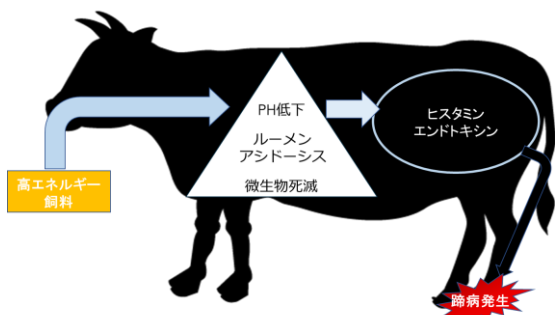 高エネルギー
飼料
PH低下
ルーメン
アシドーシス
微生物死滅
ヒスタミン
エンドトキシン
蹄病発生